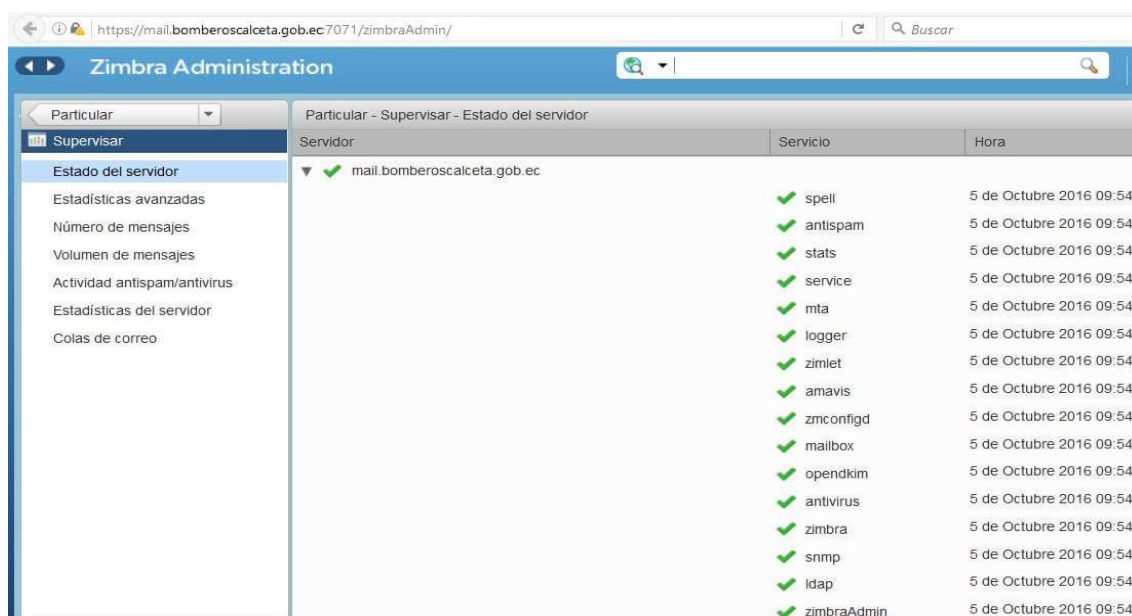 https://mail.bomberoscalceta.gob.ec:7071/zimbraAdmin/
Buscar
Zimbra Administration
Particular
Particular - Supervisar - Estado del servidor
Supervisar
Servidor Servicio Hora
Estado del servidor
Estadísticas avanzadas
Número de mensajes
Volumen de mensajes
Actividad antispam/antivirus
Estadísticas del servidor
Colas de correo
mail.bomberoscalceta.gob.ec
spell 5 de Octubre 2016 09:54
antispam 5 de Octubre 2016 09:54
stats 5 de Octubre 2016 09:54
service 5 de Octubre 2016 09:54
mta 5 de Octubre 2016 09:54
logger 5 de Octubre 2016 09:54
zimlet 5 de Octubre 2016 09:54
amavis 5 de Octubre 2016 09:54
zmconfigd 5 de Octubre 2016 09:54
mailbox 5 de Octubre 2016 09:54
opendkim 5 de Octubre 2016 09:54
antivirus 5 de Octubre 2016 09:54
zimbra 5 de Octubre 2016 09:54
snmp 5 de Octubre 2016 09:54
ldap 5 de Octubre 2016 09:54
zimbraAdmin 5 de Octubre 2016 09:54